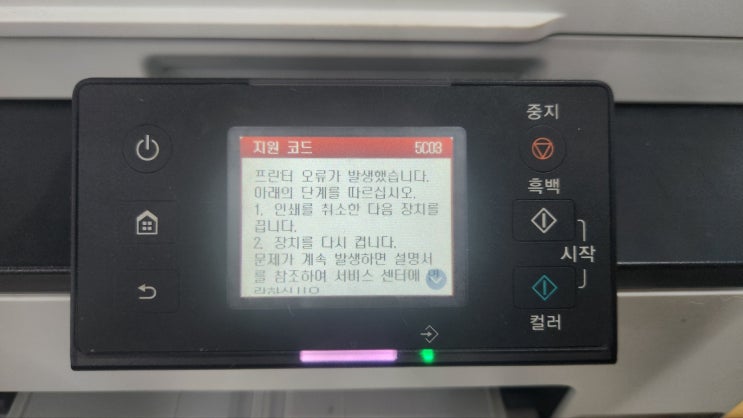 중지
지원 코드 5C03
프린터 오류가 발생했습니다.
아래의 단계를 따르십시오.
1. 인쇄를 취소한 다음 장치를
끕니다.
2. 장치를 다시 켭니다.
문제가 계속 발생하면 설명서
를 참조하여 서비스 센터에
흑백
시작
컬러